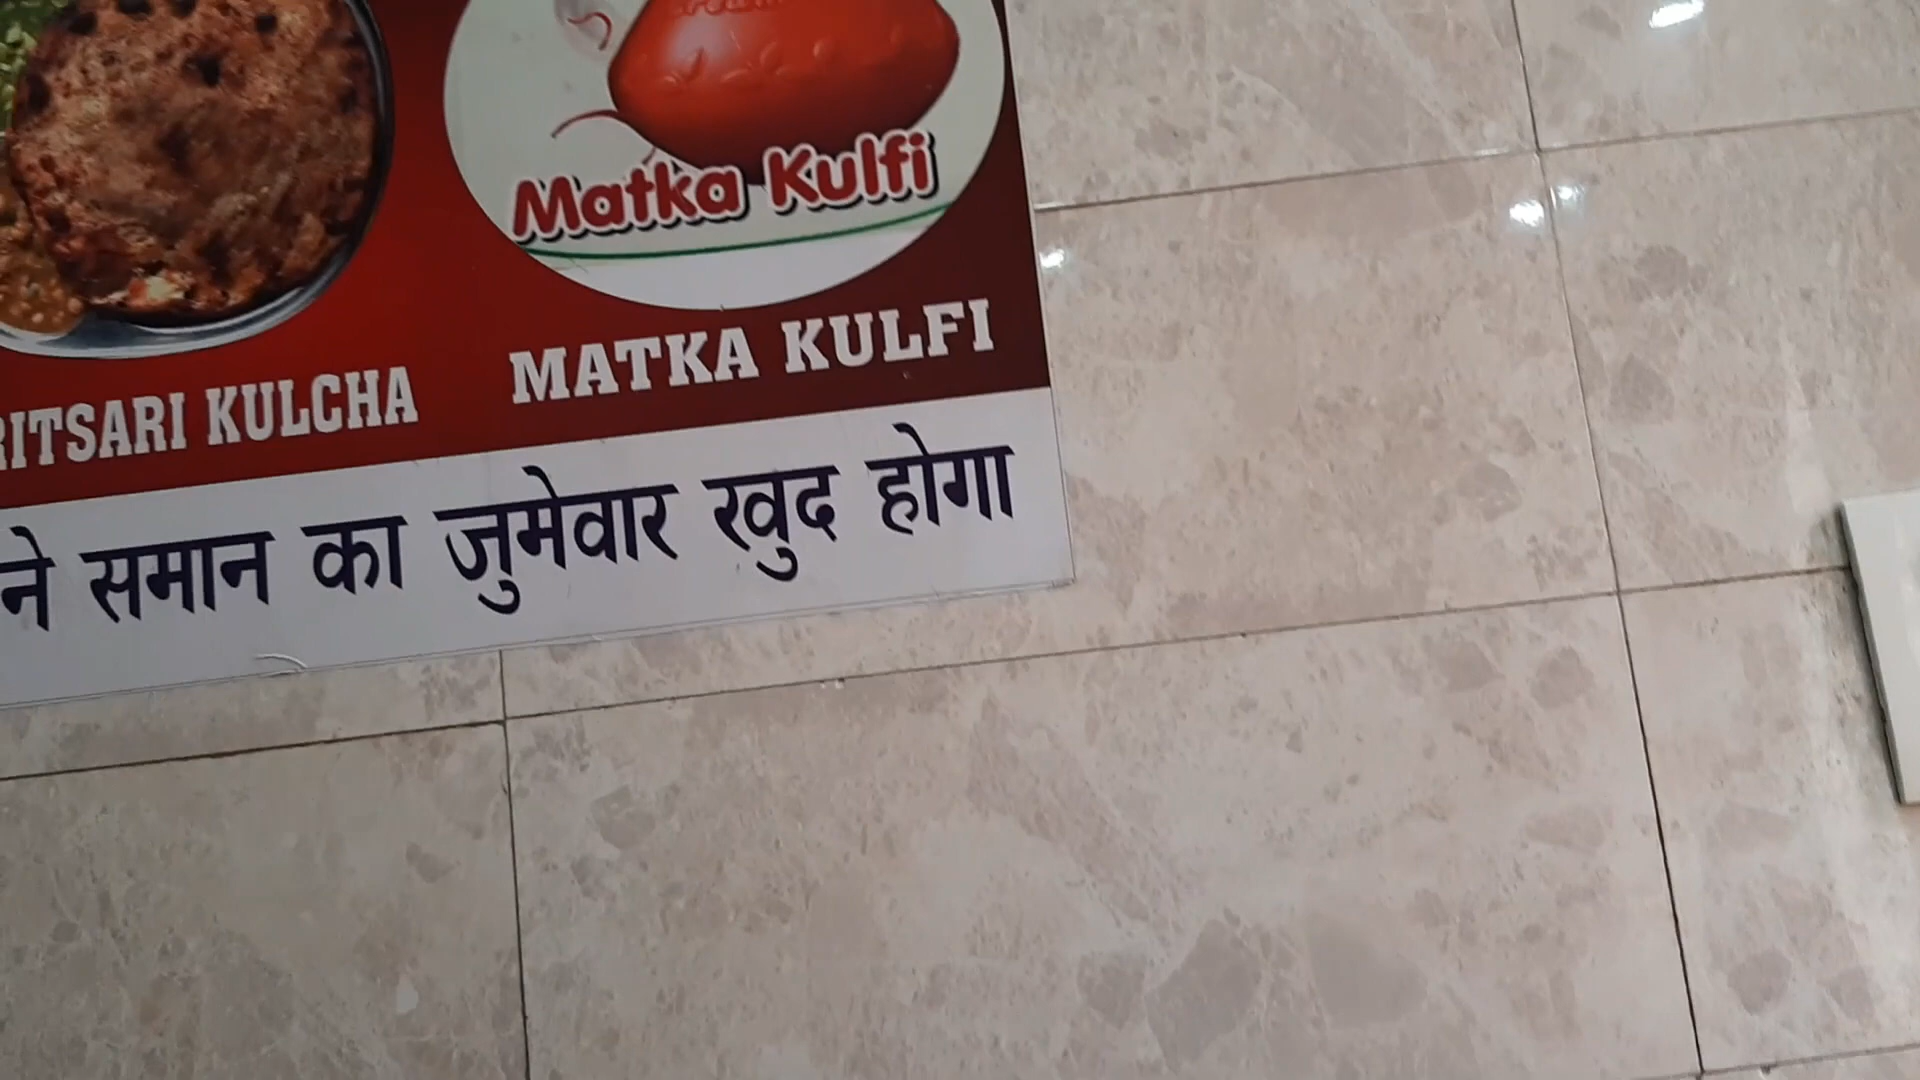 Matka Kulfi
RITSARI KULCHA
MATKA KULFI
ने समान का जुमेवार खुद होगा